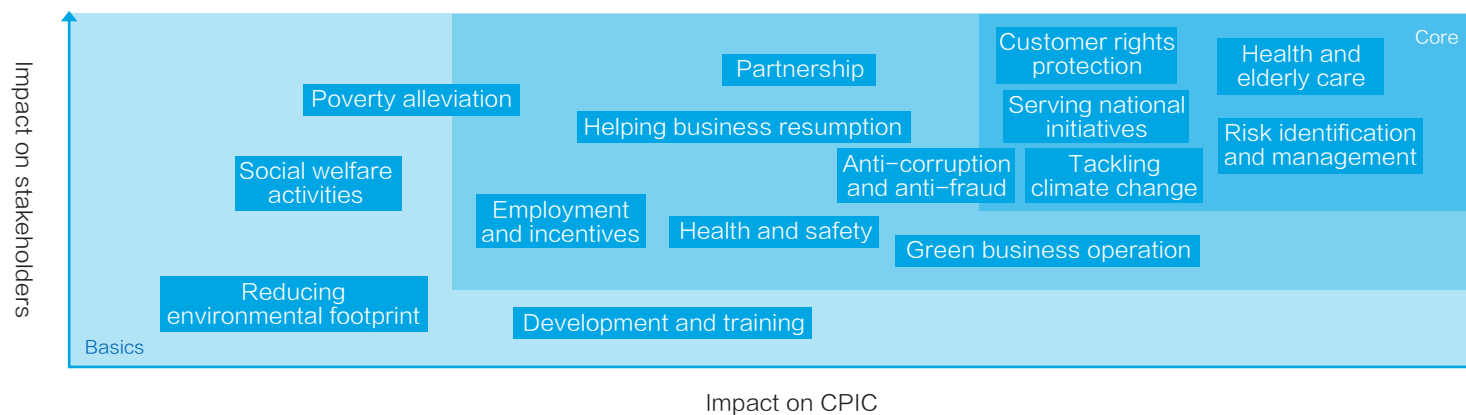 Impact on stakeholders
Core
Customer rights
protection
Health and
elderly care
Partnership
Poverty alleviation
Serving national
initiatives
Helping business resumption
Risk identification
and management
Social welfare
activities
Anti-corruption
and anti-fraud
Tackling
climate change
Employment
and incentives
Health and safety
Green business operation
Reducing
environmental footprint
Development and training
Basics
Impact on CPIC